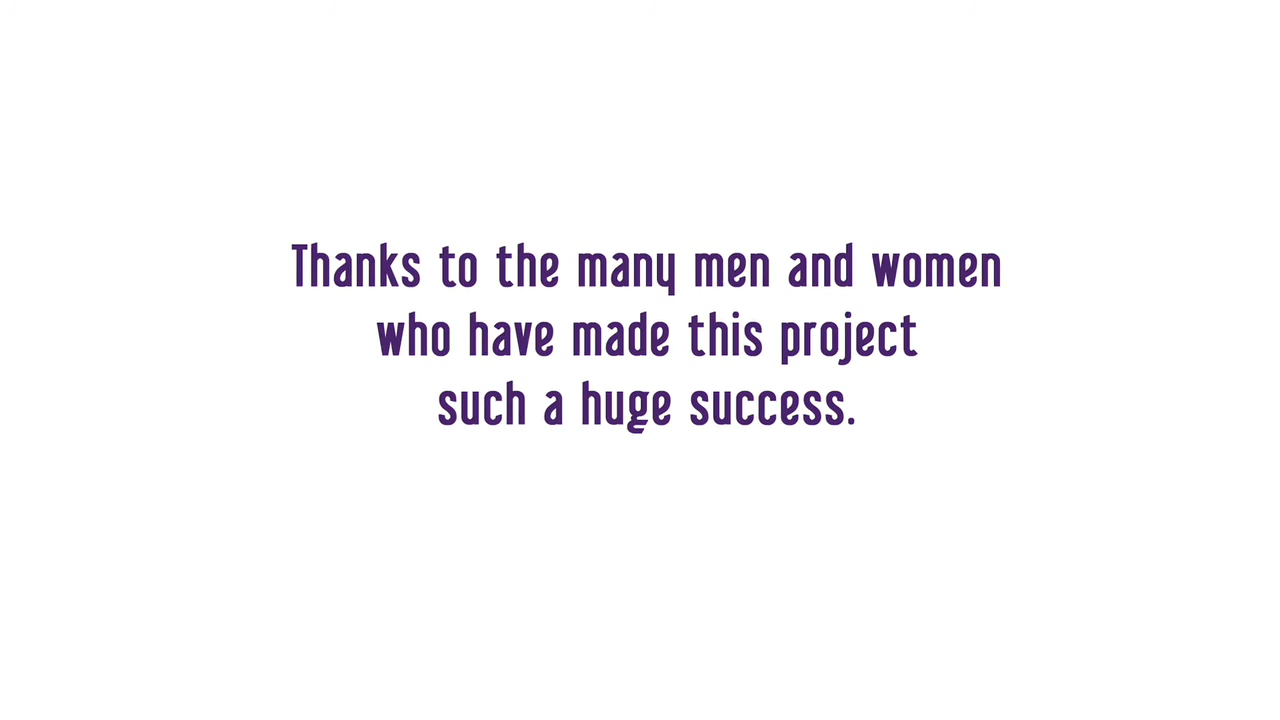 Thanks to the many men and women
who have made this project
such a huge success.